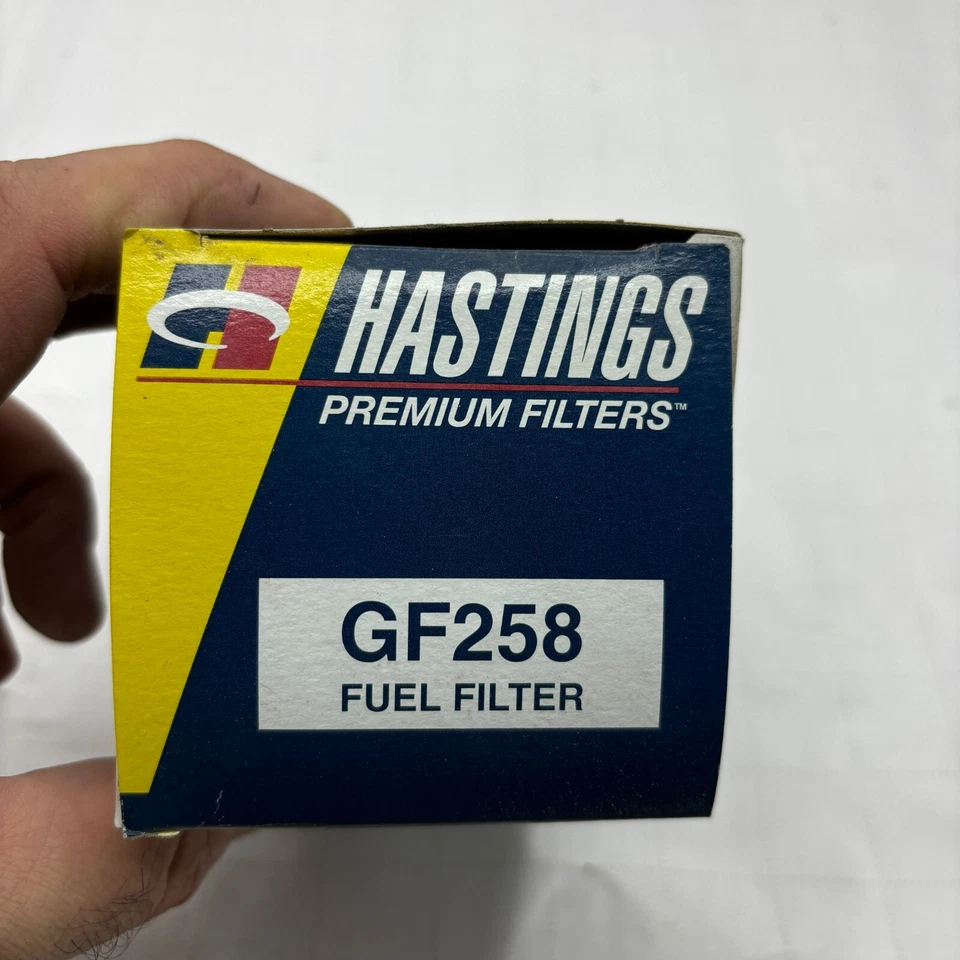 HASTINGS
PREMIUM FILTERS™
GF258
FUEL FILTER